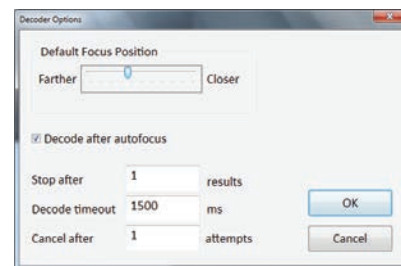 Decoder Options
Default Focus Position
Farther Closer
Decode after autofocus
Stop after 1 results
Decode timeout 1500 ms
Cancel after 1 attempts
OK
Cancel